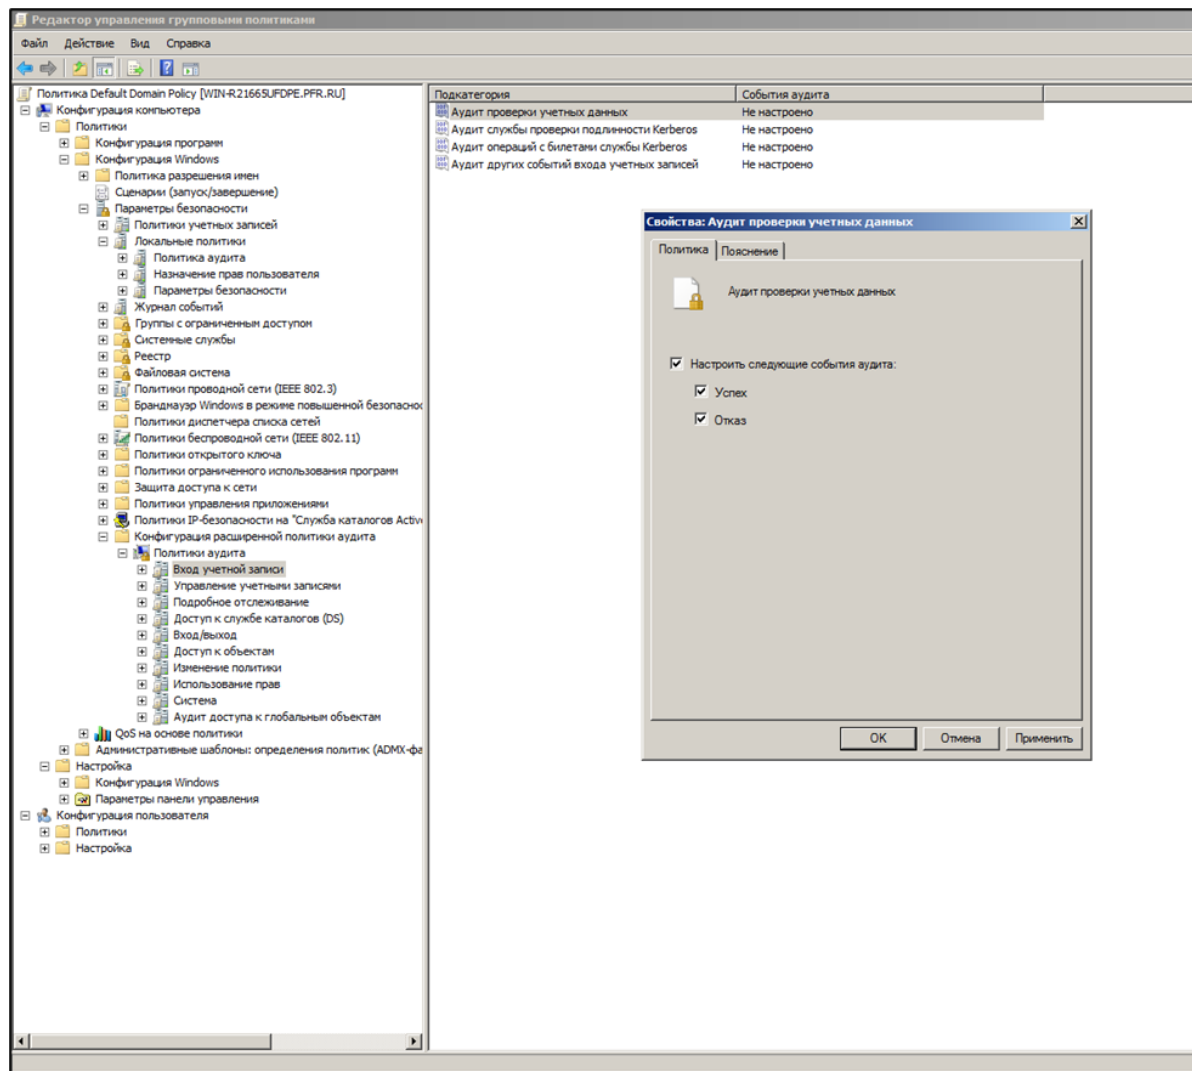 Редактор управления групповыми политиками
Файл Действие Вид Справка
Политика Default Domain Policy [WIN-R21665UFDPE.PFR.RU]
Конфигурация компьютера
Политики
Конфигурация программ
Конфигурация Windows
Политика разрешения имен
Сценарии (запуск/завершение)
Параметры безопасности
Политики учетных записей
Локальные политики
Политика аудита
Назначение прав пользователя
Параметры безопасности
Журнал событий
Группы с ограниченным доступом
Системные службы
Реестр
Файловая система
Политики проводной сети (IEEE 802.3)
Брандмауэр Windows в режиме повышенной безопаснос
Политики диспетчера списка сетей
Политики беспроводной сети (IEEE 802.11)
Политики открытого ключа
Политики ограниченного использования программ
Защита доступа к сети
Политики управления приложениями
Политики IP-безопасности на "Служба каталогов Active
Конфигурация расширенной политики аудита
Политики аудита
Вход учетной записи
Управление учетными записями
Подробное отслеживание
Доступ к службе каталогов (DS)
Вход/выход
Доступ к объектам
Изменение политики
Использование прав
Система
Аудит доступа к глобальным объектам
QoS на основе политики
Административные шаблоны: определения политик (ADMX-фа
Настройка
Конфигурация Windows
Параметры панели управления
Конфигурация пользователя
Политики
Настройка
Подкатегория События аудита
Аудит проверки учетных данных Не настроено
Аудит службы проверки подлинности Kerberos Не настроено
Аудит операций с билетами службы Kerberos Не настроено
Аудит других событий входа учетных записей Не настроено
Свойства: Аудит проверки учетных данных
Политика Пояснение
Аудит проверки учетных данных
Настроить следующие события аудита:
Успех
Отказ
ОК Отмена Применить